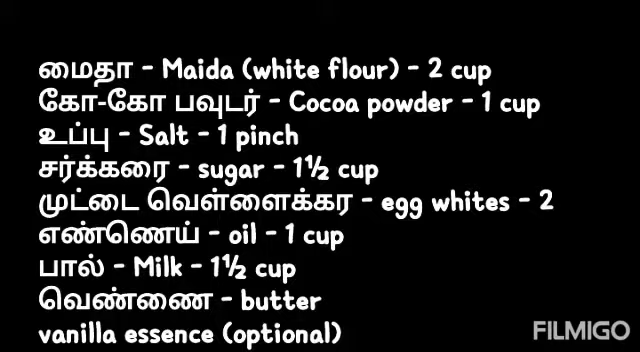 மைதா - Maida (white flour) - 2 cup
கோ-கோ பவுடர் - Cocoa powder - 1 cup
உப்பு - Salt - 1 pinch
சர்க்கரை - sugar - 1½ cup
முட்டை வெள்ளைக்கர - egg whites - 2
எண்ணெய் - oil - 1 cup
பால் - Milk - 1½ cup
வெண்ணை - butter
vanilla essence (optional)
FILMIGO